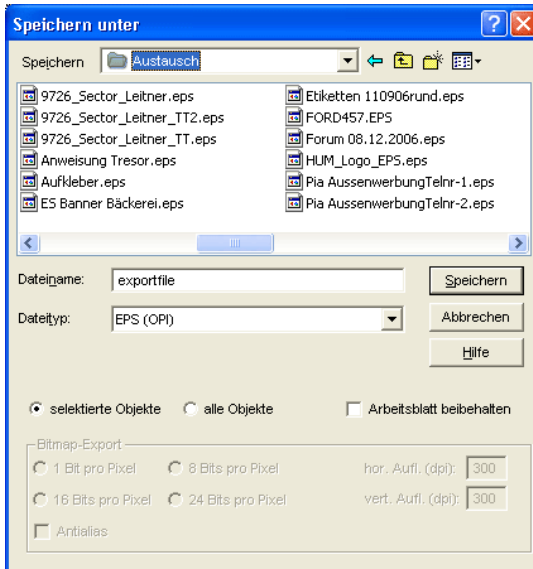 Speichern unter
Speichern Austausch
9726_Sector_Leitner.eps
9726_Sector_Leitner_TT2.eps
9726_Sector_Leitner_TT.eps
Anweisung Tresor.eps
Aufkleber.eps
ES Banner Bäckerei.eps
Etiketten 110906rund.eps
FORD457.EPS
Forum 08.12.2006.eps
HUM_Logo_EPS.eps
Pia AussenwerbungTelnr-1.eps
Pia AussenwerbungTelnr-2.eps
Dateiname: exportfile Speichern
Dateityp: EPS (OPI) Abbrechen
Hilfe
selektierte Objekte alle Objekte Arbeitsblatt beibehalten
Bitmap-Export
1 Bit pro Pixel 8 Bits pro Pixel hor. Aufl. (dpi): 300
16 Bits pro Pixel 24 Bits pro Pixel vert. Aufl. (dpi): 300
Antialias